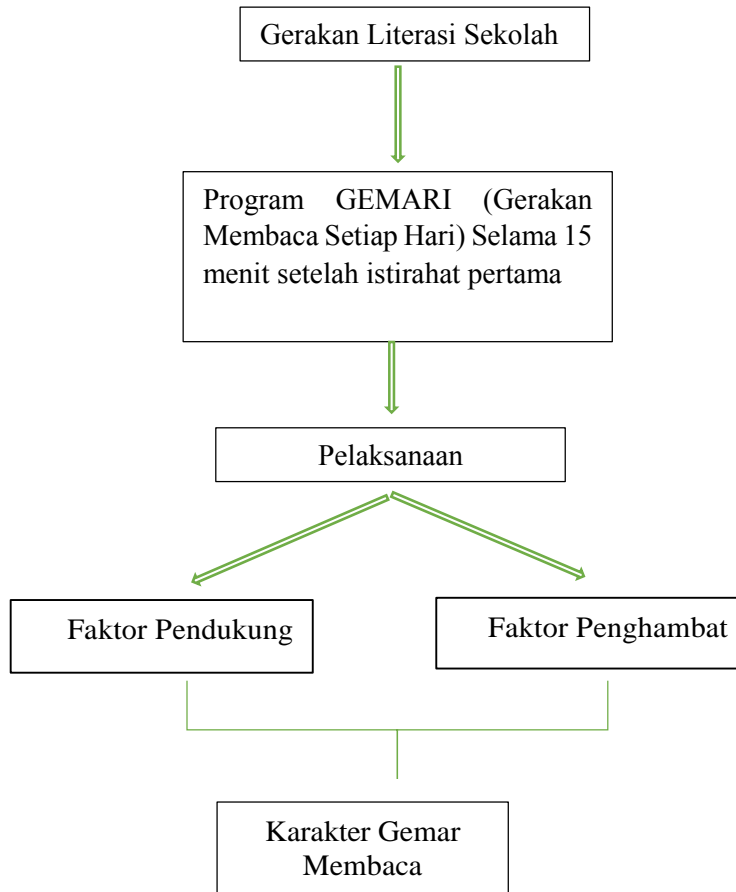 Gerakan Literasi Sekolah
Program GEMARI (Gerakan
Membaca Setiap Hari) Selama 15
menit setelah istirahat pertama
Pelaksanaan
Faktor Pendukung
Faktor Penghambat
Karakter Gemar
Membaca